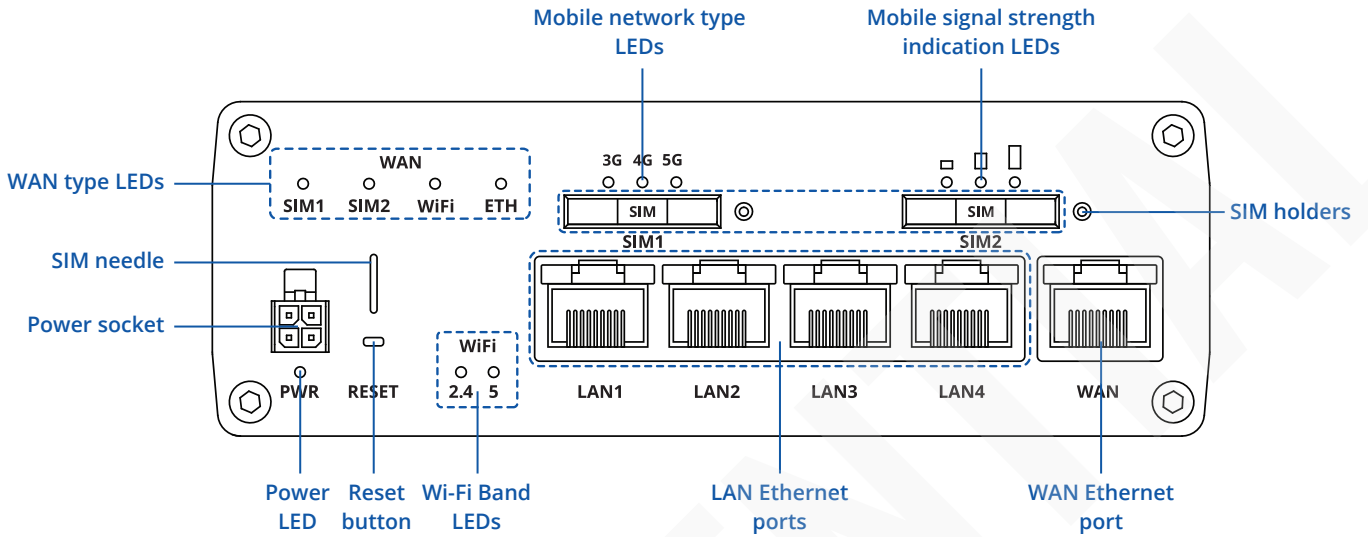 Mobile network type
LEDs
Mobile signal strength
indication LEDs
WAN
3G 4G 5G
WAN type LEDs
SIM1 SIM2 WiFi ETH
SIM
SIM
SIM holders
SIM1
SIM2
SIM needle
Power socket
WiFi
PWR
RESET
2.4 5
LAN1
LAN2
LAN3
LAN4
WAN
Power
LED
Reset
button
Wi-Fi Band
LEDs
LAN Ethernet
ports
WAN Ethernet
port